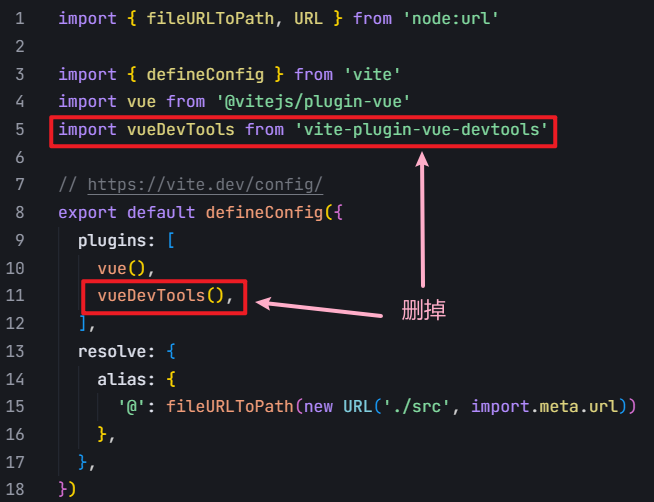 1 import { fileURLToPath, URL } from 'node:url'
2
3 import { defineConfig } from 'vite'
4 import vue from '@vitejs/plugin-vue'
5 import vueDevTools from 'vite-plugin-vue-devtools'
6
7 // https://vite.dev/config/
8 export default defineConfig({
9   plugins: [
10     vue(),
11     vueDevTools(),
删掉
12   ],
13   resolve: {
14     alias: {
15       '@': fileURLToPath(new URL('./src', import.meta.url))
16     },
17   },
18 })